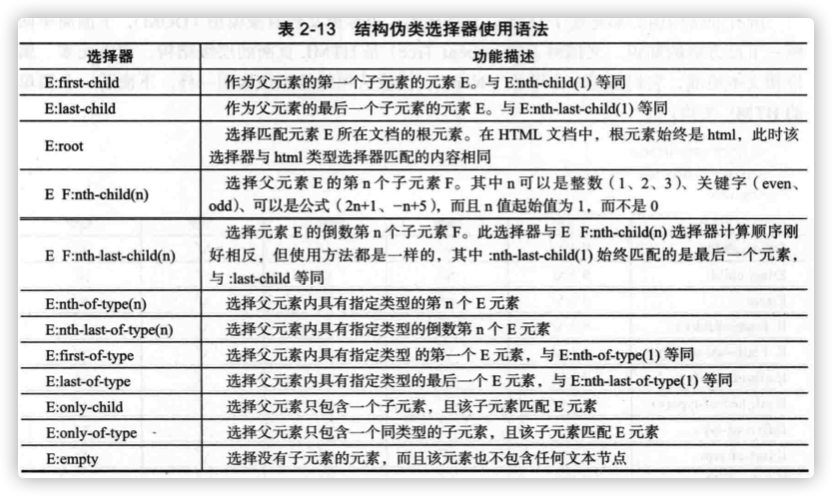 表 2-13 结构伪类选择器使用语法
选择器 功能描述
E:first-child 作为父元素的第一个子元素的元素 E。与 E:nth-child(1) 等同
E:last-child 作为父元素的最后一个子元素的元素 E。与 E:nth-last-child(1) 等同
E:root 选择匹配元素 E 所在文档的根元素。在 HTML 文档中，根元素始终是 html，此时该
选择器与 html 类型选择器匹配的内容相同
E F:nth-child(n) 选择父元素 E 的第 n 个子元素 F。其中 n 可以是整数（1、2、3）、关键字（even、
odd）、可以是公式（2n+1、-n+5），而且 n 值起始值为 1，而不是 0
E F:nth-last-child(n) 选择元素 E 的倒数第 n 个子元素 F。此选择器与 E F:nth-child(n) 选择器计算顺序刚
好相反，但使用方法都是一样的，其中 :nth-last-child(1) 始终匹配的是最后一个元素，
与 :last-child 等同
E:nth-of-type(n) 选择父元素内具有指定类型的第 n 个 E 元素
E:nth-last-of-type(n) 选择父元素内具有指定类型的倒数第 n 个 E 元素
E:first-of-type 选择父元素内具有指定类型 的第一个 E 元素，与 E:nth-of-type(1) 等同
E:last-of-type 选择父元素内具有指定类型的最后一个 E 元素，与 E:nth-last-of-type(1) 等同
E:only-child 选择父元素只包含一个子元素，且该子元素匹配 E 元素
E:only-of-type 选择父元素只包含一个同类型的子元素，且该子元素匹配 E 元素
E:empty 选择没有子元素的元素，而且该元素也不包含任何文本节点